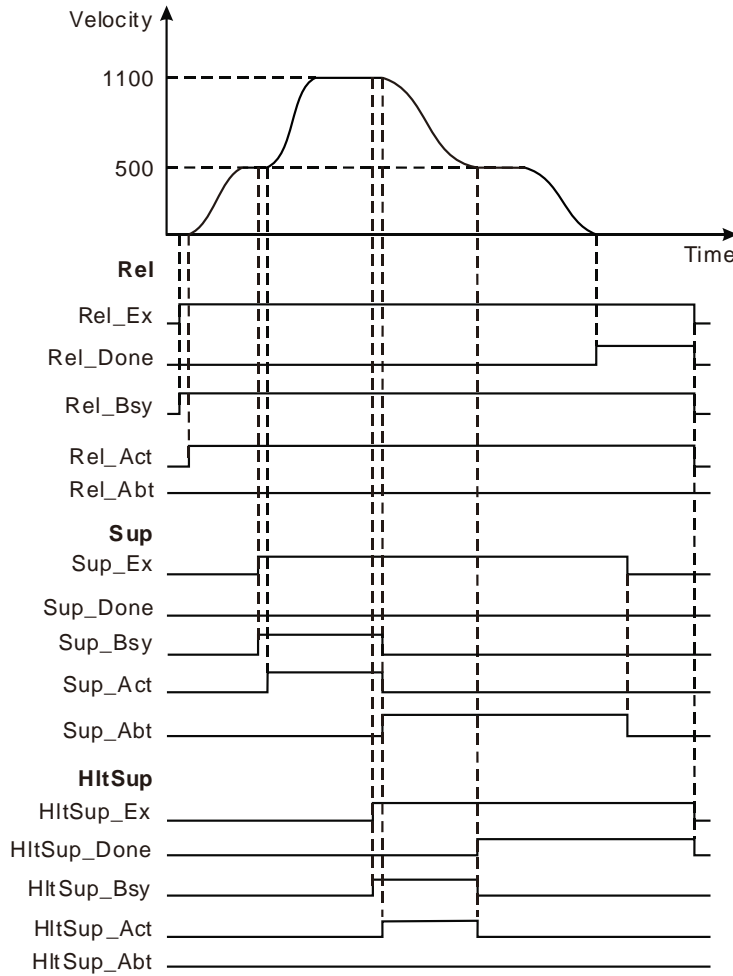 Velocity
1100
500
Time
Rel
Rel_Ex
Rel_Done
Rel_Bsy
Rel_Act
Rel_Abt
Sup
Sup_Ex
Sup_Done
Sup_Bsy
Sup_Act
Sup_Abt
HltSup
HltSup_Ex
HltSup_Done
HltSup_Bsy
HltSup_Act
HltSup_Abt